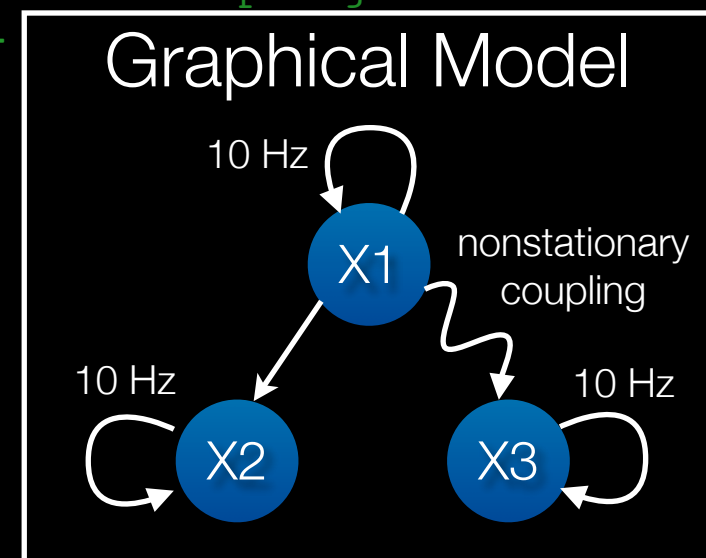 Graphical Model
10 Hz
X1
nonstationary
coupling
10 Hz
10 Hz
X2
X3